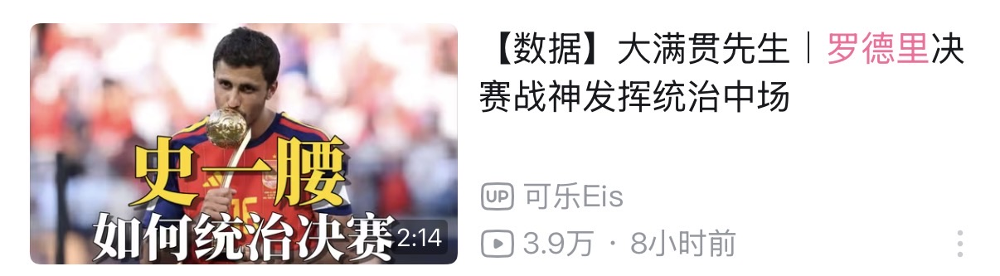 史一腰
如何统治决赛
2:14
【数据】大满贯先生｜罗德里决
赛战神发挥统治中场
UP 可乐Eis
3.9万 · 8小时前